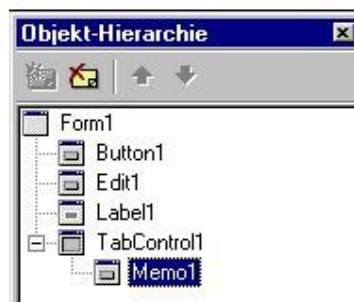 Objekt-Hierarchie
Form1
Button1
Edit1
Label1
TabControl1
Memo1